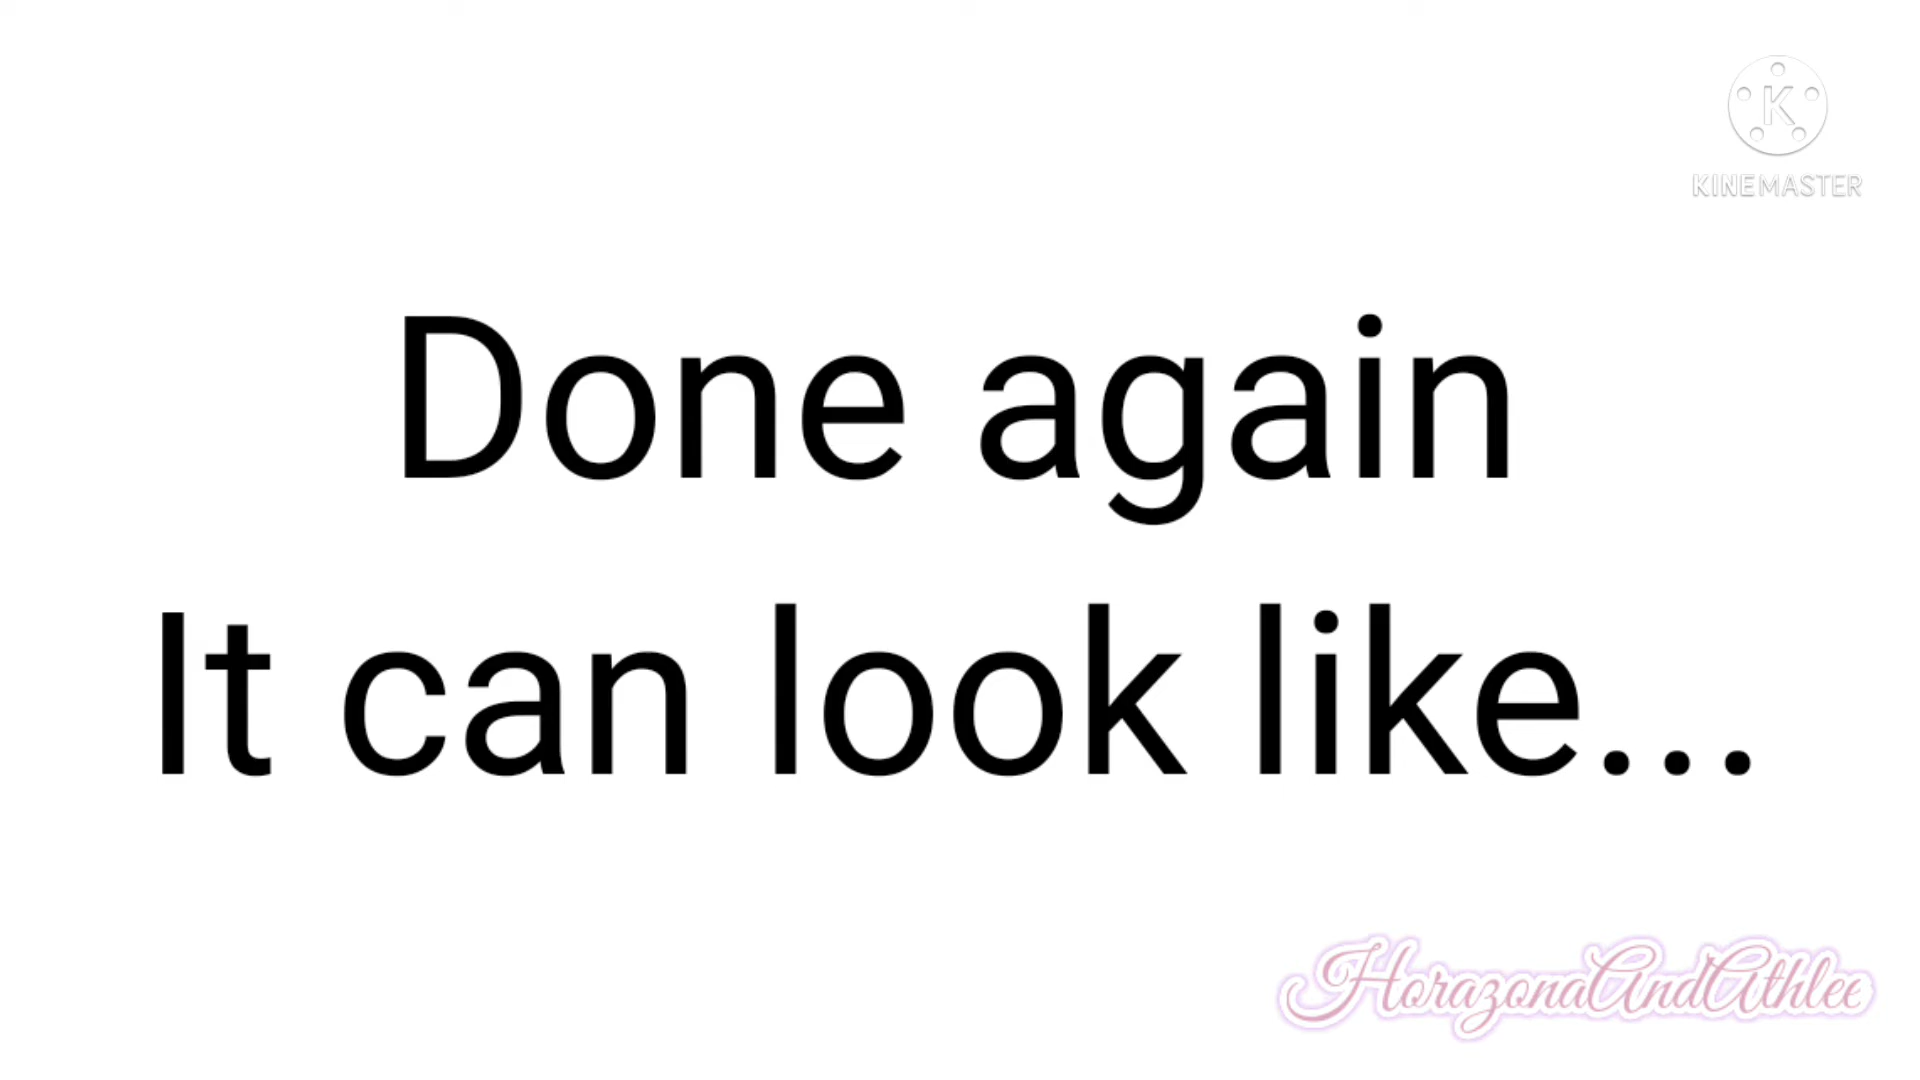 K
KINEMASTER
Done again
It can look like...
HorazonaAndAthlee